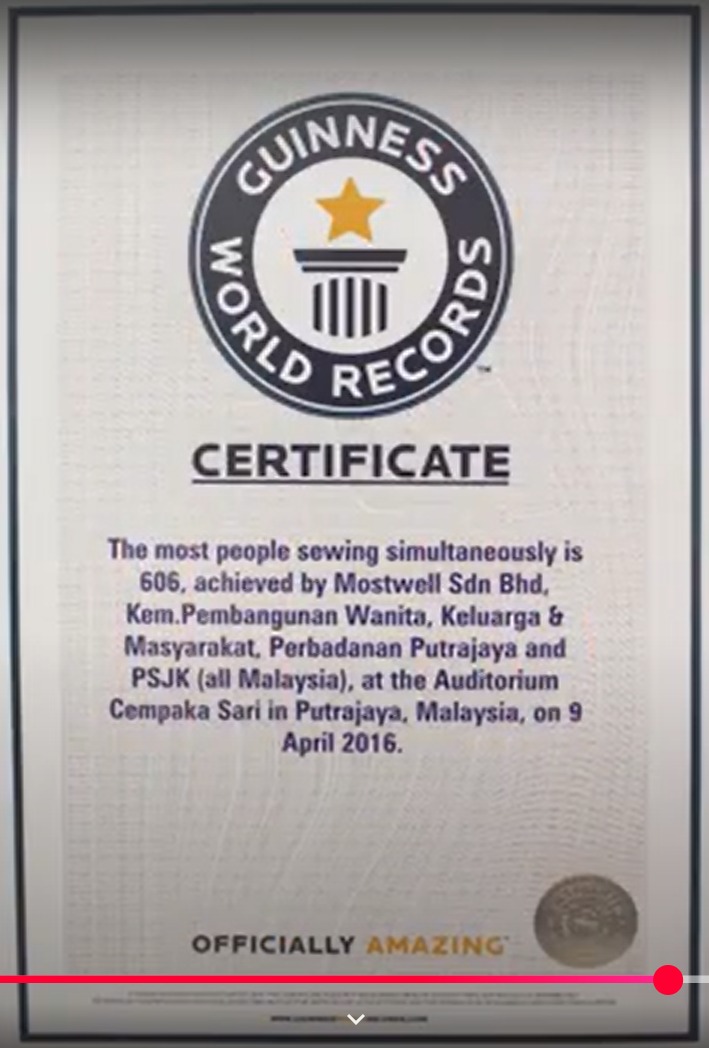 GUINNESS
WORLD RECORDS
TM
CERTIFICATE
The most people sewing simultaneously is
606, achieved by Mostwell Sdn Bhd,
Kem.Pembangunan Wanita, Keluarga &
Masyarakat, Perbadanan Putrajaya and
PSJK (all Malaysia), at the Auditorium
Cempaka Sari in Putrajaya, Malaysia, on 9
April 2016.
OFFICIALLY AMAZING